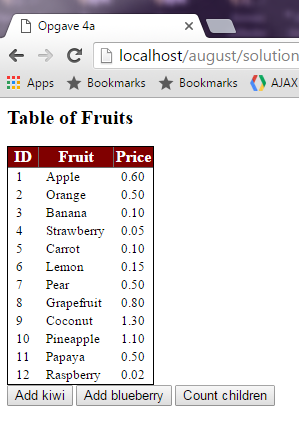 Opgave 4a
localhost/august/solution
Apps Bookmarks Bookmarks AJAX
Table of Fruits
ID Fruit Price
1 Apple 0.60
2 Orange 0.50
3 Banana 0.10
4 Strawberry 0.05
5 Carrot 0.10
6 Lemon 0.15
7 Pear 0.50
8 Grapefruit 0.80
9 Coconut 1.30
10 Pineapple 1.10
11 Papaya 0.50
12 Raspberry 0.02
Add kiwi Add blueberry Count children